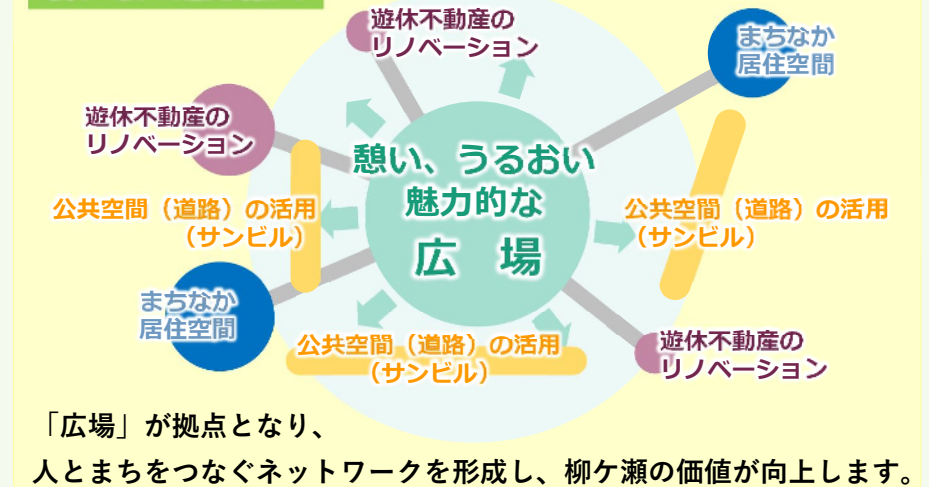 遊休不動産の
リノベーション
まちなか
居住空間
遊休不動産の
リノベーション
憩い、うるおい
魅力的な
広 場
公共空間（道路）の活用
（サンビル）
公共空間（道路）の活用
（サンビル）
まちなか
居住空間
公共空間（道路）の活用
（サンビル）
遊休不動産の
リノベーション
「広場」が拠点となり、
人とまちをつなぐネットワークを形成し、柳ケ瀬の価値が向上します。